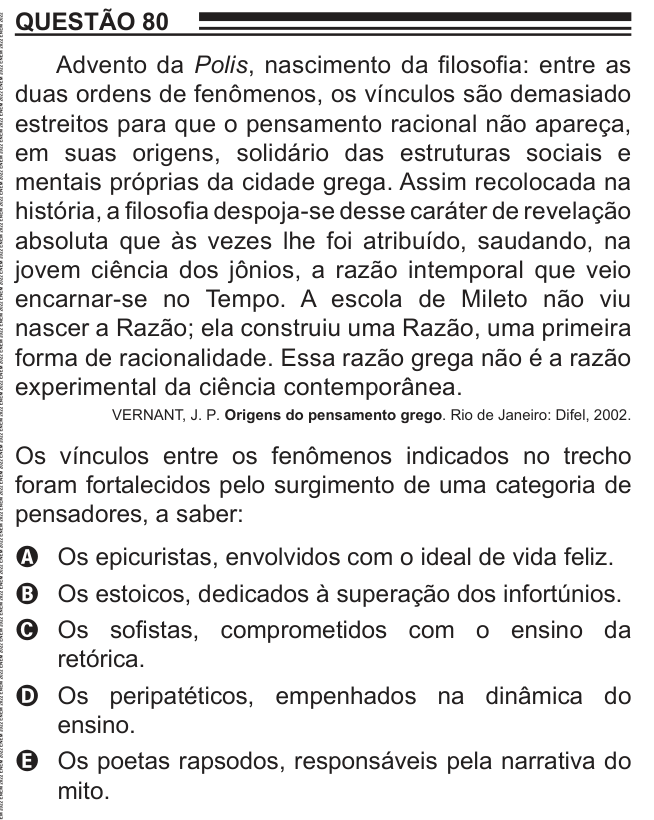 QUESTÃO 80
Advento da Polis, nascimento da filosofia: entre as
duas ordens de fenômenos, os vínculos são demasiado
estreitos para que o pensamento racional não apareça,
em suas origens, solidário das estruturas sociais e
mentais próprias da cidade grega. Assim recolocada na
história, a filosofia despoja-se desse caráter de revelação
absoluta que às vezes lhe foi atribuído, saudando, na
jovem ciência dos jônios, a razão intemporal que veio
encarnar-se no Tempo. A escola de Mileto não viu
nascer a Razão; ela construiu uma Razão, uma primeira
forma de racionalidade. Essa razão grega não é a razão
experimental da ciência contemporânea.
VERNANT, J. P. Origens do pensamento grego. Rio de Janeiro: Difel, 2002.
Os vínculos entre os fenômenos indicados no trecho
foram fortalecidos pelo surgimento de uma categoria de
pensadores, a saber:
A Os epicuristas, envolvidos com o ideal de vida feliz.
B Os estoicos, dedicados à superação dos infortúnios.
C Os sofistas, comprometidos com o ensino da
retórica.
D Os peripatéticos, empenhados na dinâmica do
ensino.
E Os poetas rapsodos, responsáveis pela narrativa do
mito.